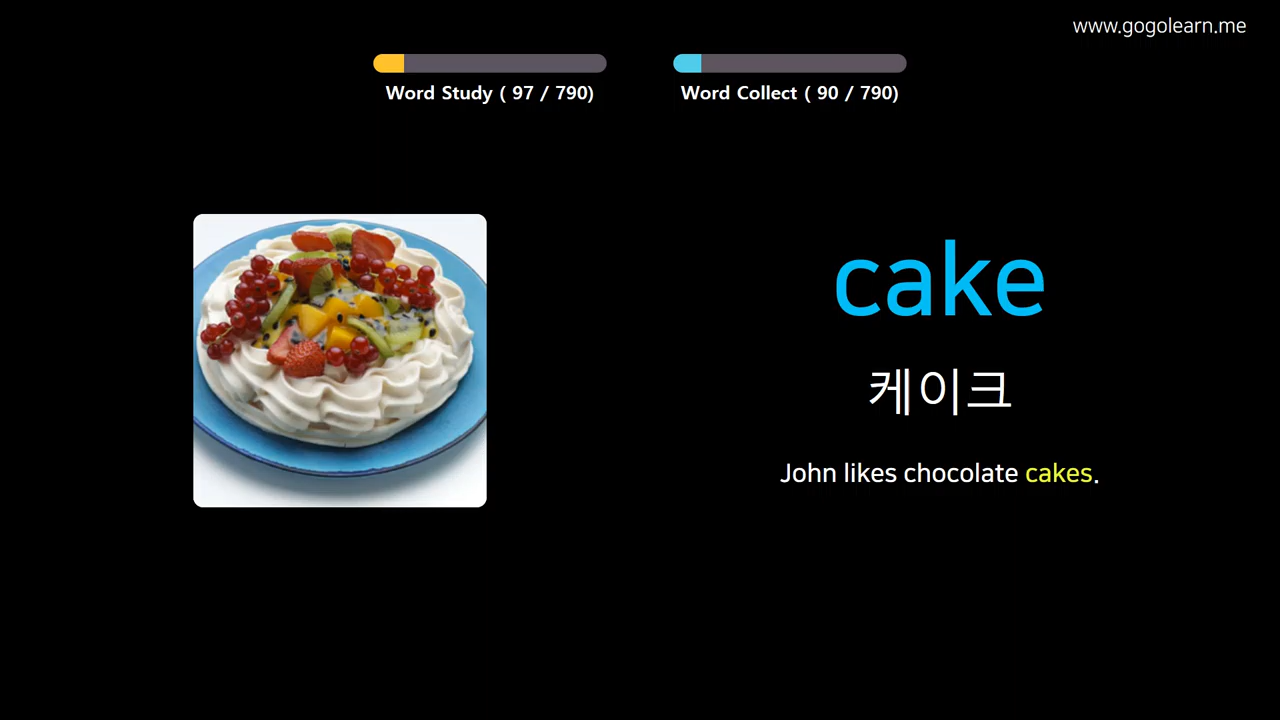 www.gogolearn.me
Word Study ( 97 / 790)
Word Collect ( 90 / 790)
cake
케이크
John likes chocolate cakes.